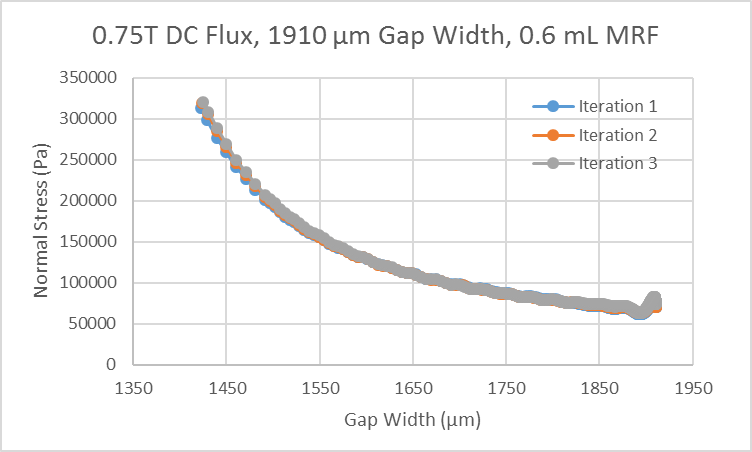 0.75T DC Flux, 1910 µm Gap Width, 0.6 mL MRF
350000
300000
250000
200000
150000
100000
50000
0
Normal Stress (Pa)
Iteration 1
Iteration 2
Iteration 3
1350 1450 1550 1650 1750 1850 1950
Gap Width (µm)